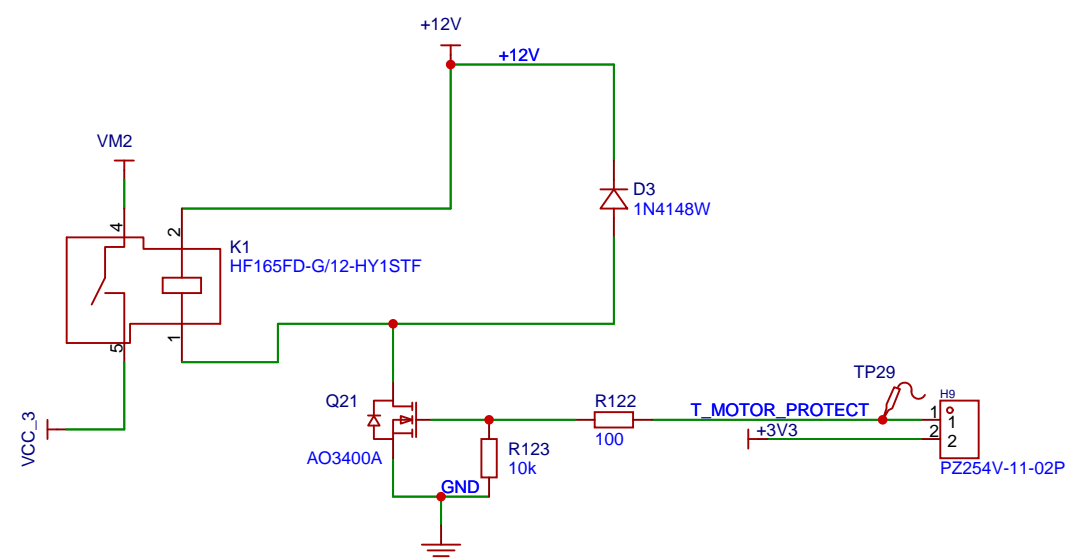 +12V
+12V
VM2
D3
1N4148W
4
2
K1
HF165FD-G/12-HY1STF
1
5
VCC_3
Q21
AO3400A
R122
100
R123
10k
GND
T_MOTOR_PROTECT
+3V3
TP29
H9
1
1
2
2
PZ254V-11-02P